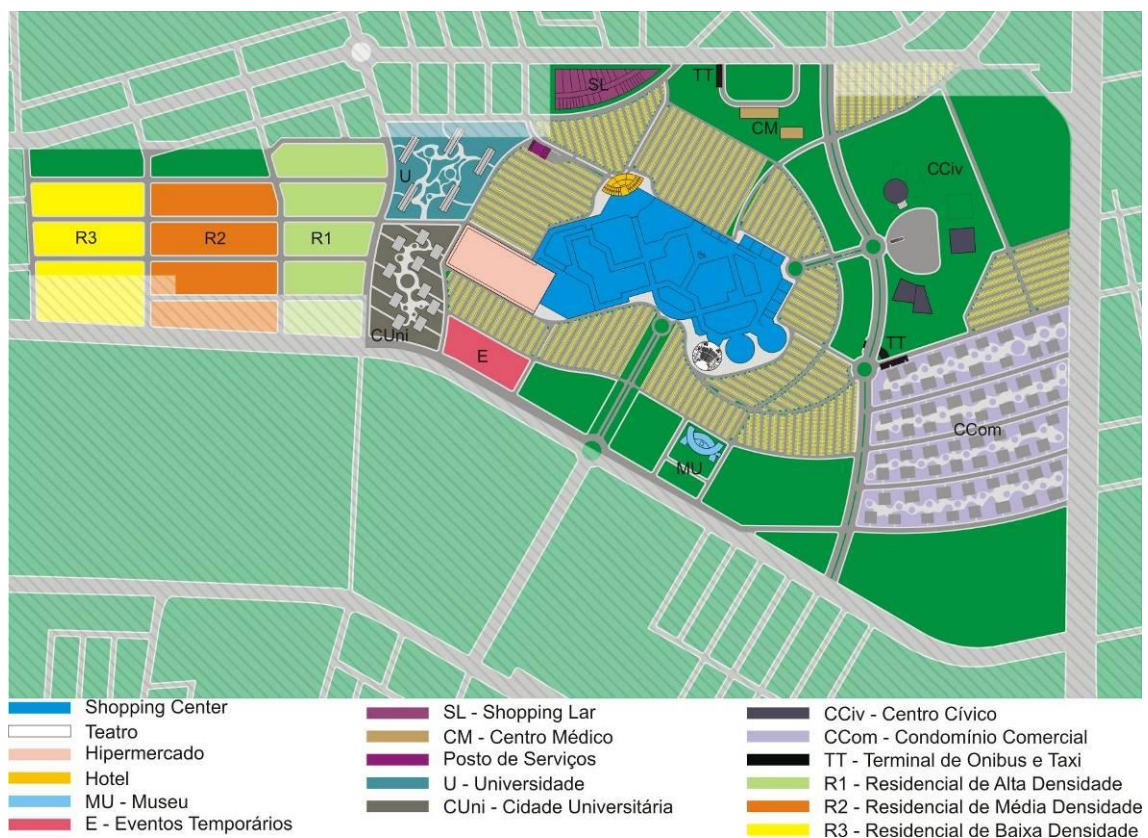 SL
TT
CM
CCiv
U
R3
R2
R1
CUni
E
TT
CCom
MU
Shopping Center
Teatro
Hipermercado
Hotel
MU - Museu
E - Eventos Temporários
SL - Shopping Lar
CM - Centro Médico
Posto de Serviços
U - Universidade
CUni - Cidade Universitária
CCiv - Centro Cívico
CCom - Condomínio Comercial
TT - Terminal de Onibus e Taxi
R1 - Residencial de Alta Densidade
R2 - Residencial de Média Densidade
R3 - Residencial de Baixa Densidade